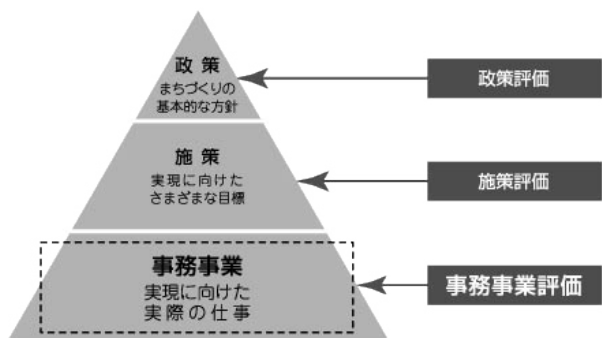 政策
まちづくりの
基本的な方針
政策評価
施策
実現に向けた
さまざまな目標
施策評価
事務事業
実現に向けた
実際の仕事
事務事業評価